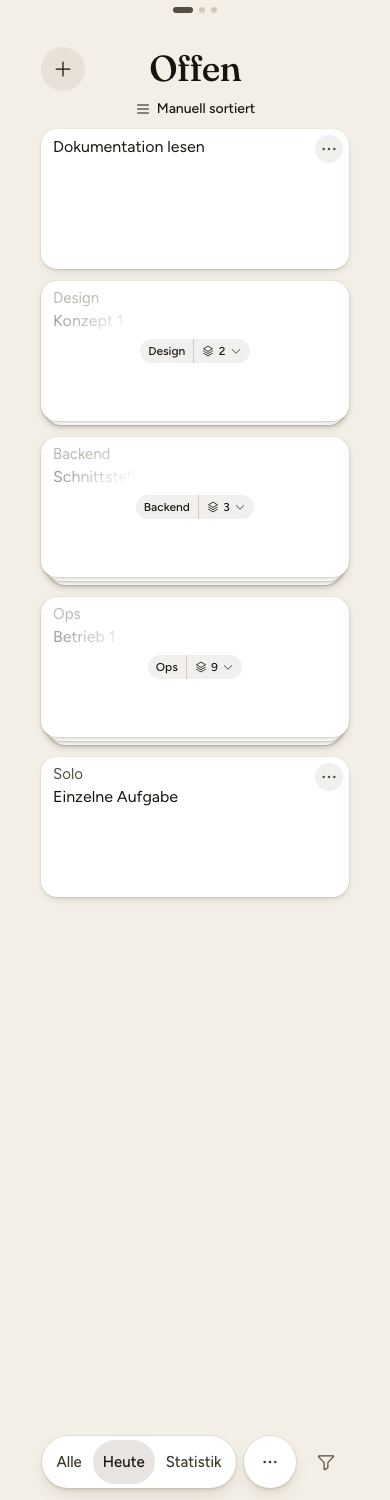 Offen
Manuell sortiert
Dokumentation lesen
Design
Konzept 1
Design 2
Backend
Backend 3
Ops
Betrieb 1
Ops 9
Solo
Einzelne Aufgabe
Alle Heute Statistik